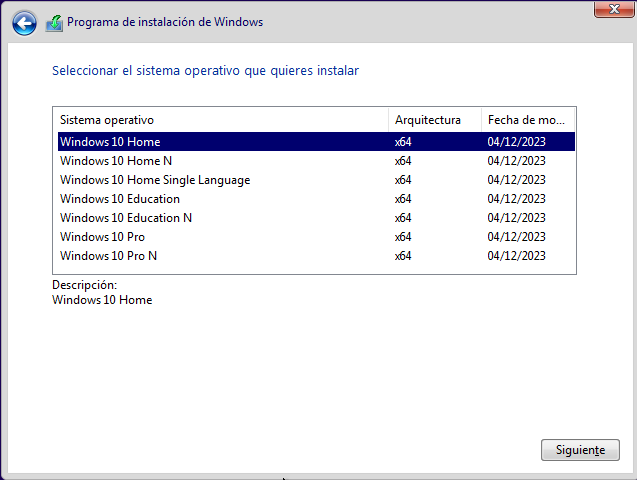 Programa de instalación de Windows
Seleccionar el sistema operativo que quieres instalar
Sistema operativo Arquitectura Fecha de mo...
Windows 10 Home x64 04/12/2023
Windows 10 Home N x64 04/12/2023
Windows 10 Home Single Language x64 04/12/2023
Windows 10 Education x64 04/12/2023
Windows 10 Education N x64 04/12/2023
Windows 10 Pro x64 04/12/2023
Windows 10 Pro N x64 04/12/2023
Descripción:
Windows 10 Home
Siguiente